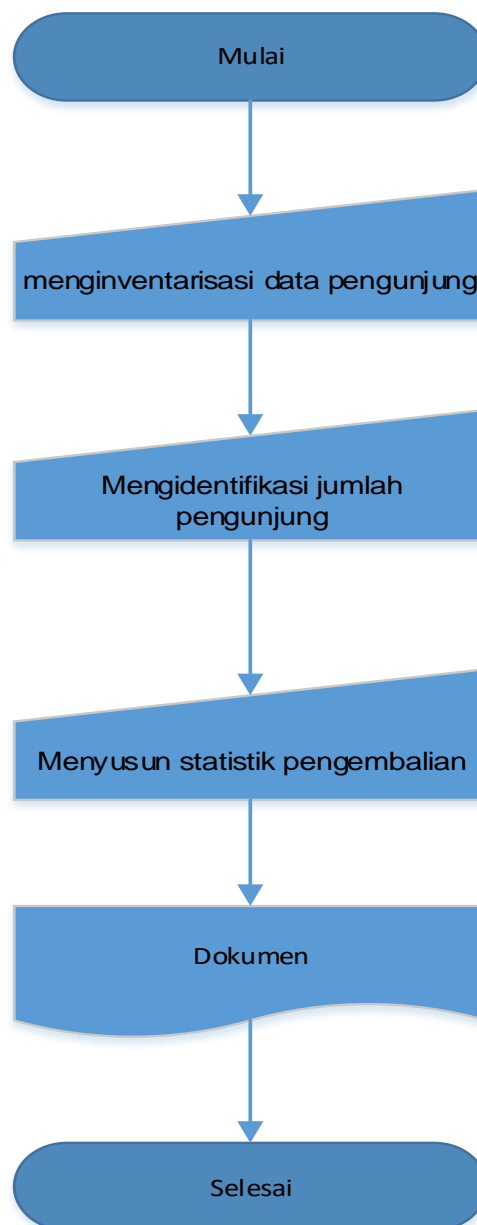 Mulai
menginventarisasi data pengunjung
Mengidentifikasi jumlah
pengunjung
Menyusun statistik pengembalian
Dokumen
Selesai